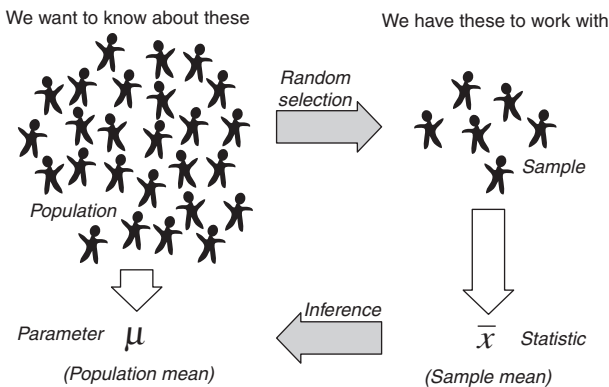 We want to know about these
We have these to work with
Random
selection
Population
Sample
Inference
Parameter μ
(Population mean)
x̅ Statistic
(Sample mean)